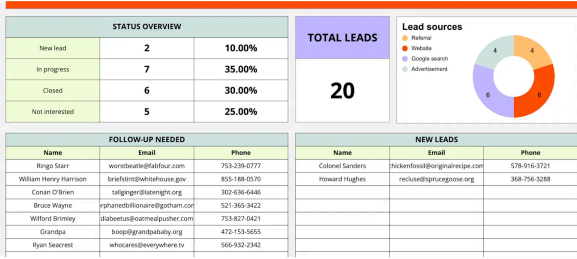 STATUS OVERVIEW
New lead 2 10.00%
In progress 7 35.00%
Closed 6 30.00%
Not interested 5 25.00%
TOTAL LEADS
20
Lead sources
Referral
Website
Google search
Advertisement
4 4
6 6
FOLLOW-UP NEEDED
Name Email Phone
Ringo Starr worstbeatle@fabfour.com 753-239-0777
William Henry Harrison briefstint@whitehouse.gov 855-188-0570
Conan O'Brien tallginger@latenight.org 302-636-6446
Bruce Wayne rphanedbillionaire@gotham.con 521-365-3422
Wilford Brimley diabeetus@oatmealpusher.com 753-827-0421
Grandpa boop@grandpababy.org 472-153-5655
Ryan Seacrest whocares@everywhere.tv 566-932-2342
NEW LEADS
Name Email Phone
Colonel Sanders chickenfossil@originalrecipe.com 578-916-3721
Howard Hughes recluse@sprucegoose.org 368-756-3288